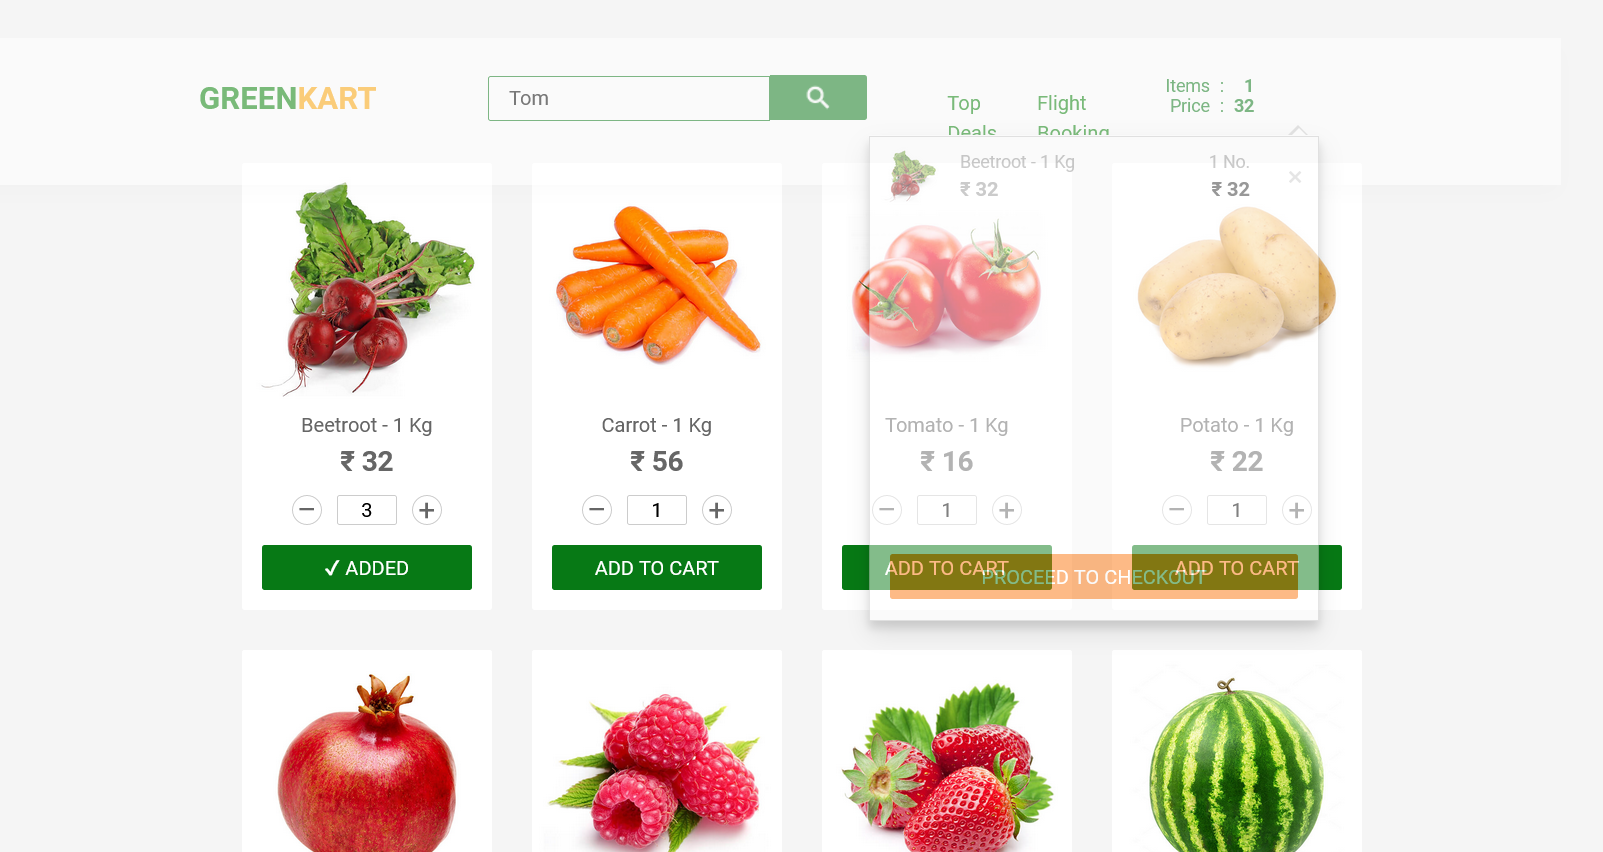 GREENKART
Tom
Top Deals
Flight Booking
Items : 1
Price : 32
Beetroot - 1 Kg
₹ 32
1 No.
₹ 32
×
Beetroot - 1 Kg
₹ 32
− 3 +
✓ ADDED
Carrot - 1 Kg
₹ 56
− 1 +
ADD TO CART
Tomato - 1 Kg
₹ 16
− 1 +
ADD TO CART
Potato - 1 Kg
₹ 22
− 1 +
ADD TO CART
PROCEED TO CHECKOUT